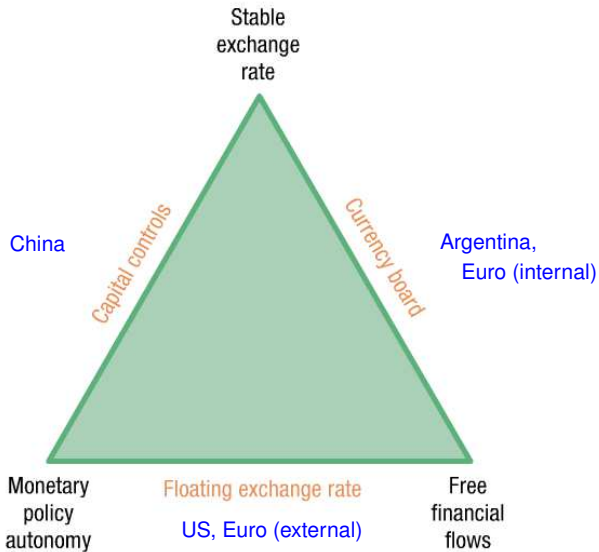 Stable
exchange
rate
China
Capital controls
Currency board
Argentina,
Euro (internal)
Monetary
policy
autonomy
Floating exchange rate
US, Euro (external)
Free
financial
flows